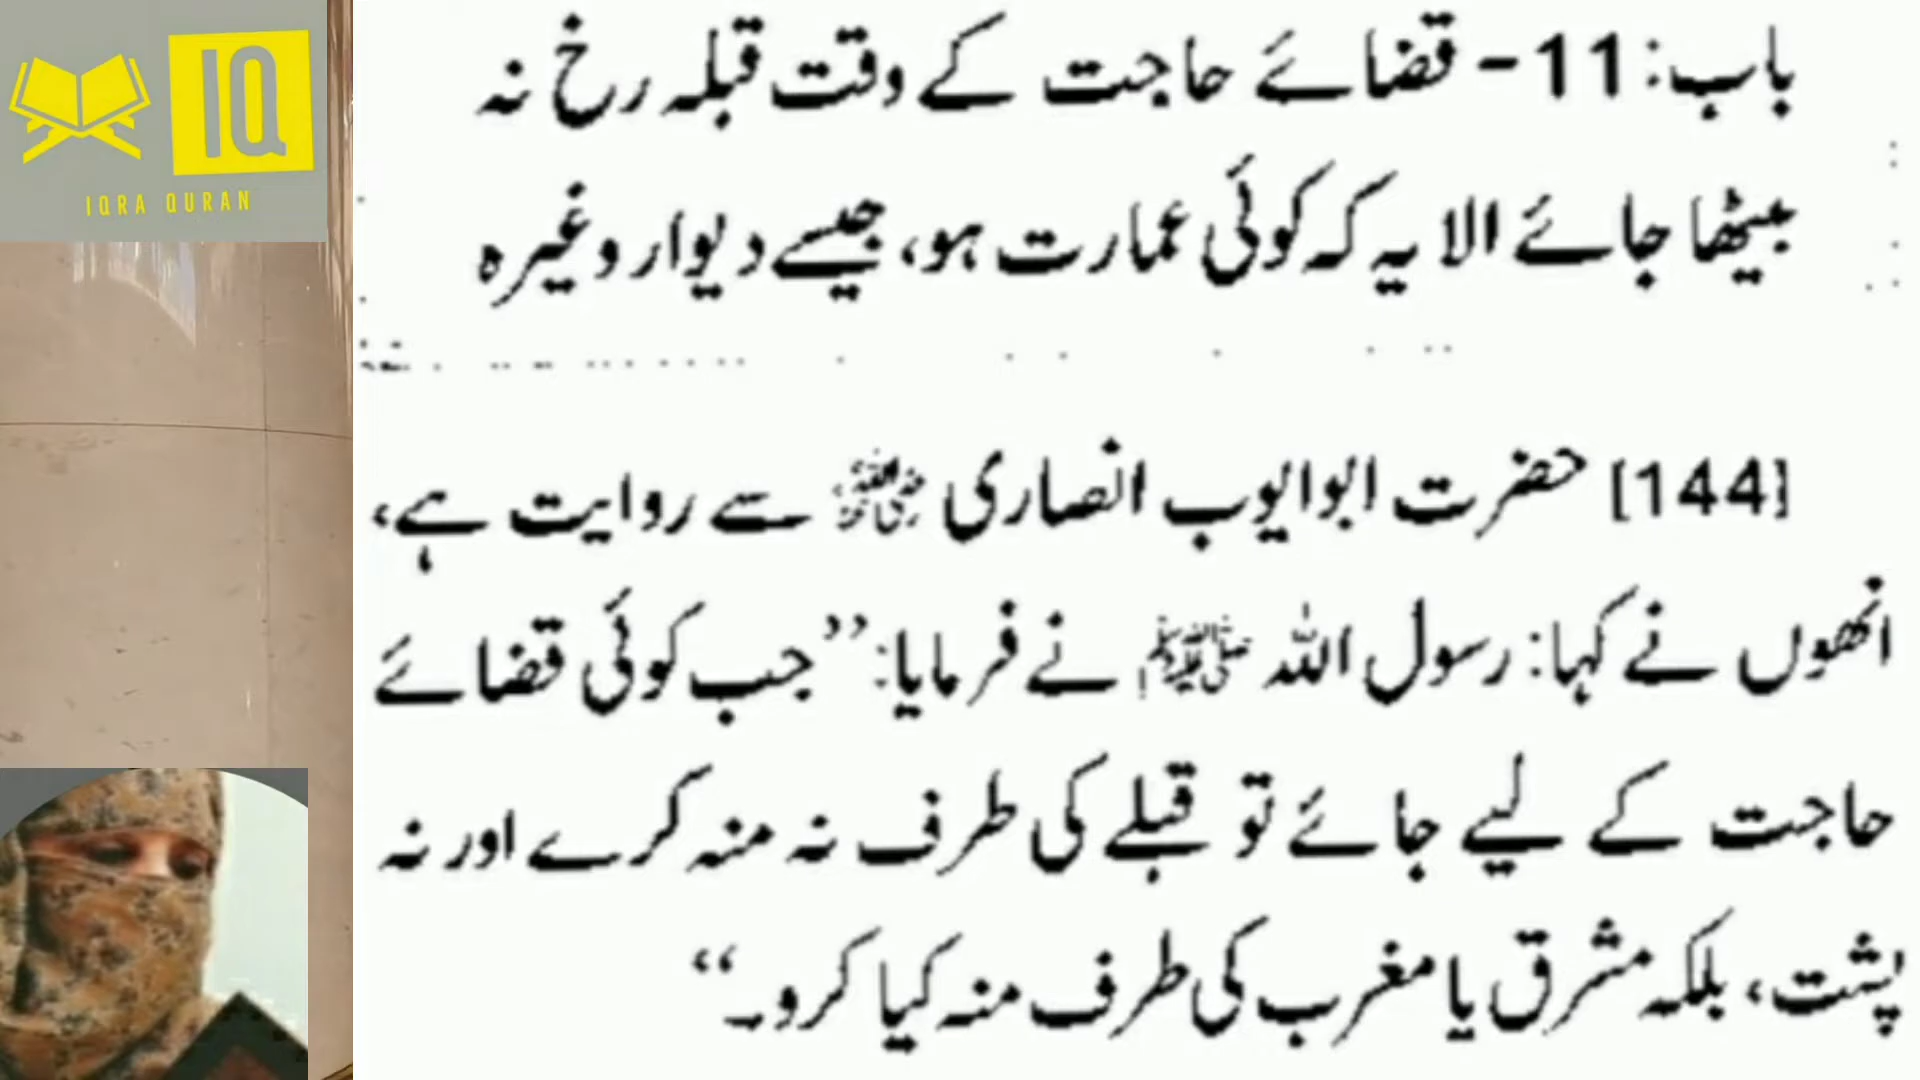 IQ
IQRA QURAN
باب: 11- قضائے حاجت کے وقت قبلہ رخ نہ
بیٹھا جائے الا یہ کہ کوئی عمارت ہو، جیسے دیوار وغیرہ
[144] حضرت ابوایوب انصاری رضی اللہ عنہ سے روایت ہے،
انھوں نے کہا: رسول اللہ ﷺ نے فرمایا: ’’جب کوئی قضائے
حاجت کے لیے جائے تو قبلے کی طرف نہ منہ کرے اور نہ
پشت، بلکہ مشرق یا مغرب کی طرف منہ کیا کرو۔‘‘